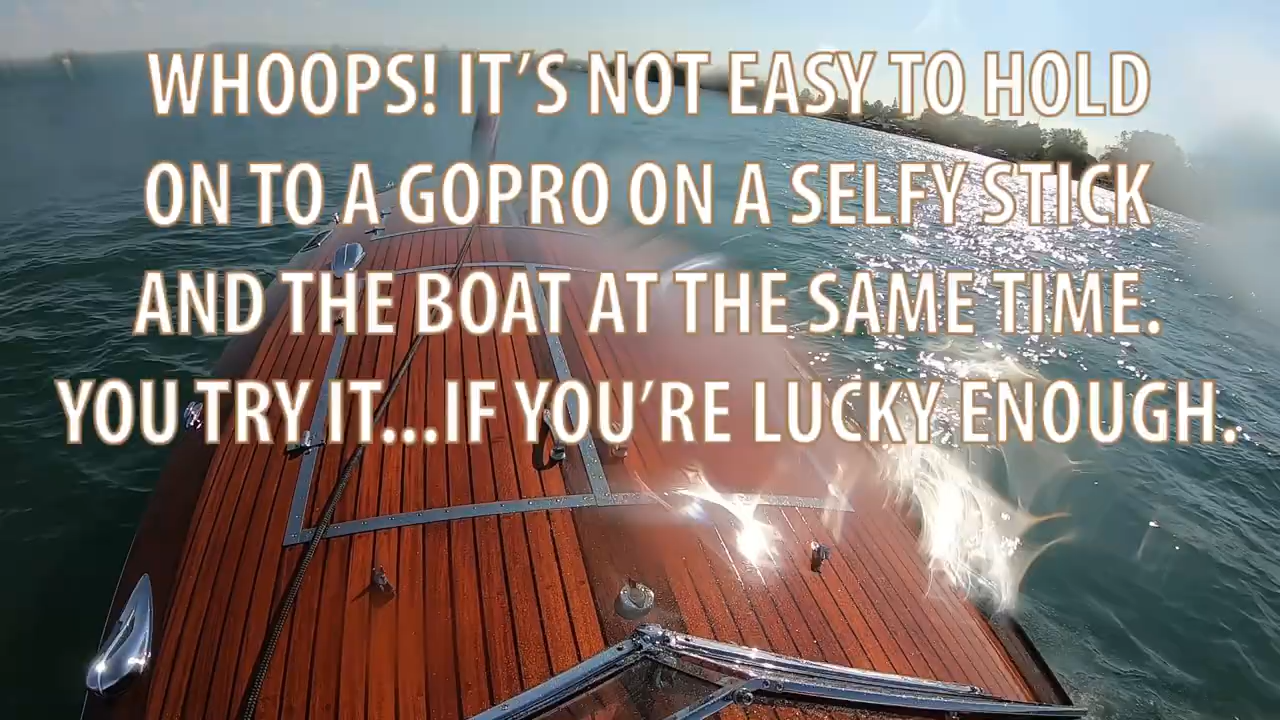 WHOOPS! IT’S NOT EASY TO HOLD
ON TO A GOPRO ON A SELFY STICK
AND THE BOAT AT THE SAME TIME.
YOU TRY IT...IF YOU’RE LUCKY ENOUGH.